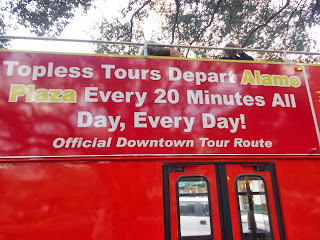 Topless Tours Depart Alamo
Plaza Every 20 Minutes All
Day, Every Day!
Official Downtown Tour Route